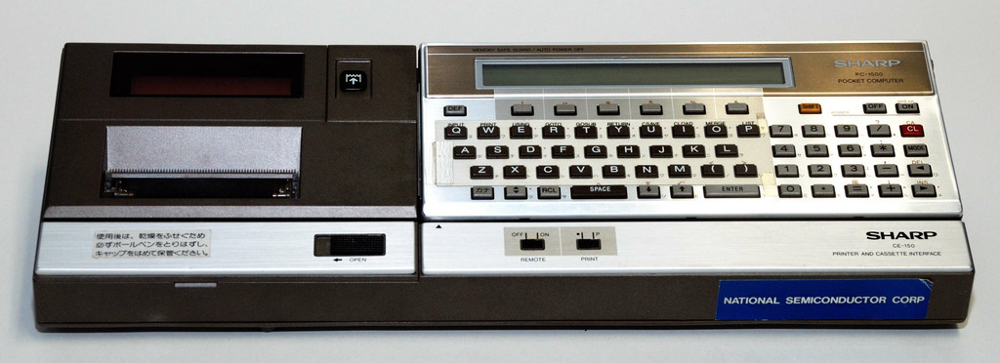 MEMORY SAFE GUARD / AUTO POWER OFF
SHARP
PC-1500
POCKET COMPUTER
DEF
SHIFT
OFF
ON
INPUT PRINT USING GOTO GOSUB RETURN CSAVE CLOAD MERGE LIST
Q W E R T Y U I O P
7 8 9 / CL
A S D F G H J K L
4 5 6 * MODE
Z X C V B N M ( )
1 2 3 -
DEL
カナ
RCL
SPACE
ENTER
0 • = +
INS
使用後は、乾燥をふせぐため
必ずボールペンをとりはずし、
キャップをはめて保管ください。
← OPEN
OFF ON
REMOTE
• P
PRINT
SHARP
CE-150
PRINTER AND CASSETTE INTERFACE
NATIONAL SEMICONDUCTOR CORP